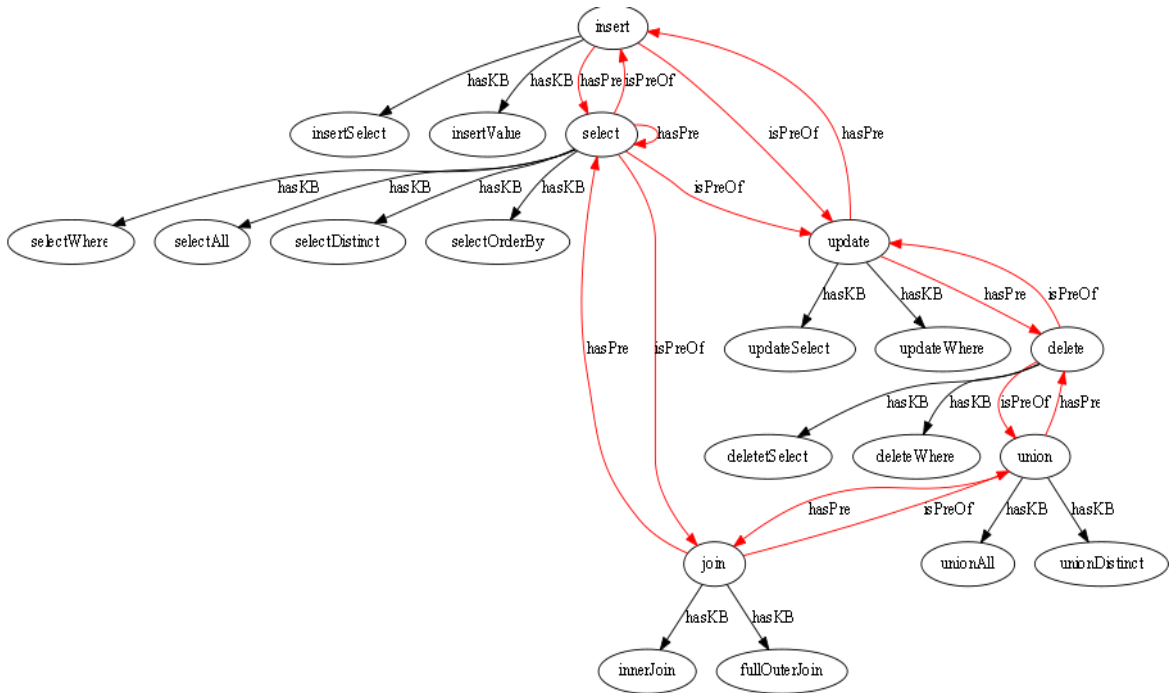 insert
hasKB
hasKB
hasPre
isPreOf
insertSelect
insertValue
select
hasPre
isPreOf
hasPre
hasKB
hasKB
hasKB
hasKB
isPreOf
selectWhere
selectAll
selectDistinct
selectOrderBy
update
hasKB
hasKB
hasPre
isPreOf
hasPre
isPreOf
updateSelect
updateWhere
delete
hasKB
hasKB
isPreOf
hasPre
deletetSelect
deleteWhere
union
hasPre
isPreOf
hasKB
hasKB
join
unionAll
unionDistinct
hasKB
hasKB
innerJoin
fullOuterJoin